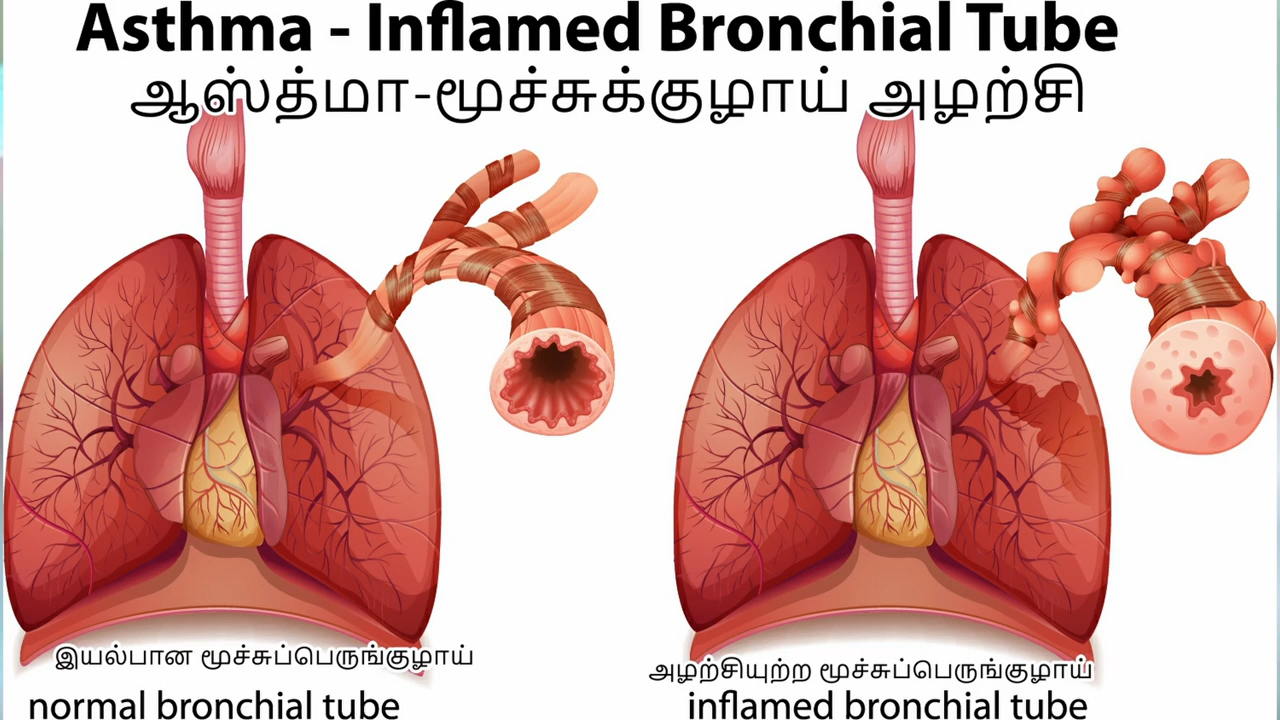 Asthma - Inflamed Bronchial Tube
ஆஸ்த்மா-மூச்சுக்குழாய் அழற்சி
இயல்பான மூச்சுப்பெருங்குழாய்
normal bronchial tube
அழற்சியுற்ற மூச்சுப்பெருங்குழாய்
inflamed bronchial tube